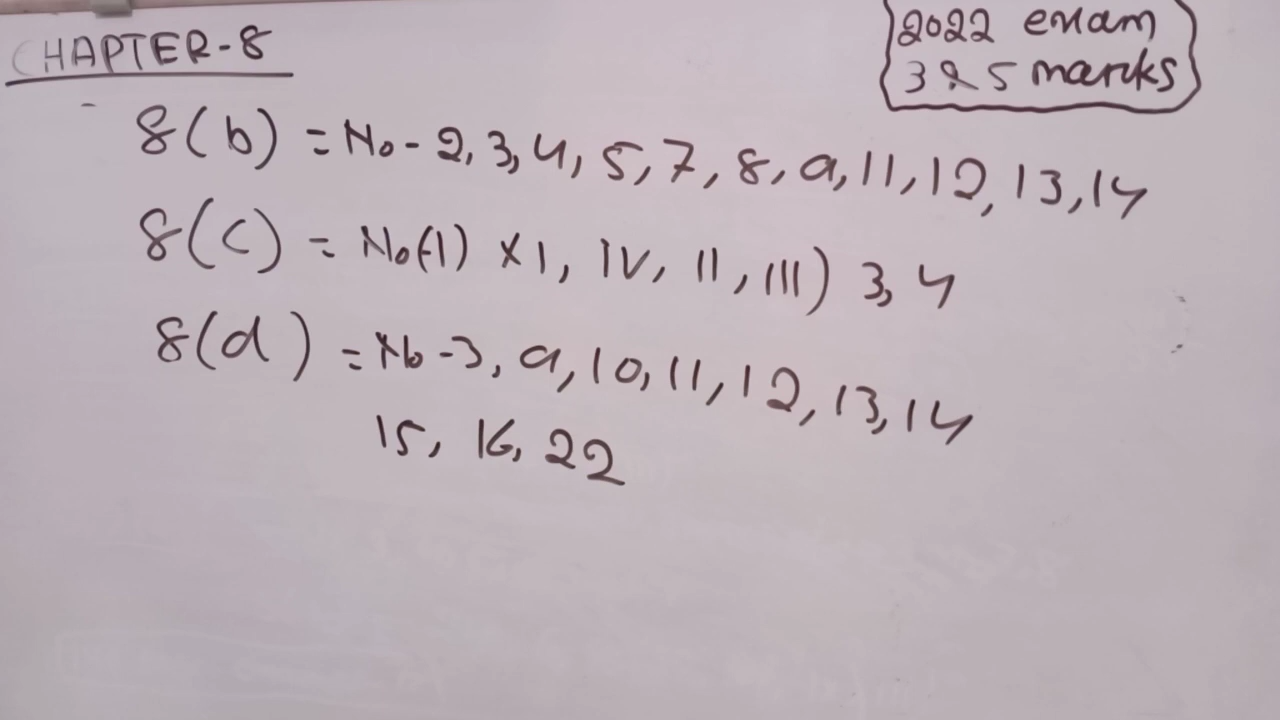 CHAPTER-8
2022 exam
3 & 5 marks
8(b) = No- 2, 3, 4, 5, 7, 8, 9, 11, 12, 13, 14
8(c) = No(1) XI, IV, II, III) 3, 4
8(d) = No-3, 9, 10, 11, 12, 13, 14
15, 16, 22